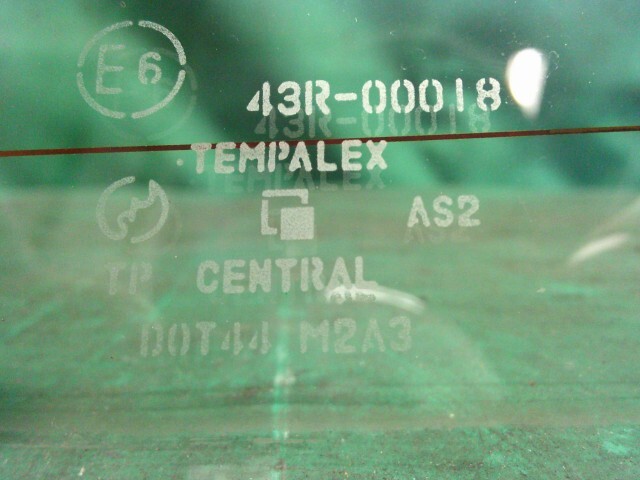 E6 43R-00018
TEMPALEX
AS2
TP CENTRAL
DOT44 M2A3